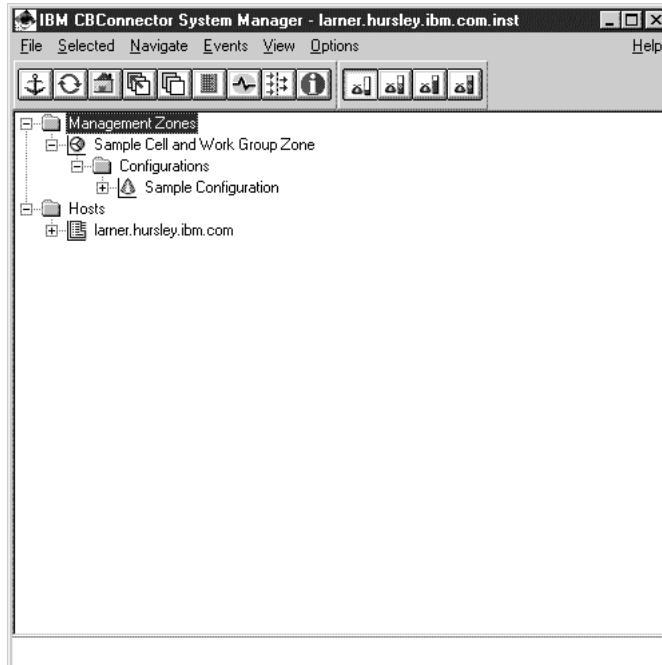 IBM CBConnector System Manager - larner.hursley.ibm.com.inst
File Selected Navigate Events View Options Help
Management Zones
Sample Cell and Work Group Zone
Configurations
Sample Configuration
Hosts
larner.hursley.ibm.com